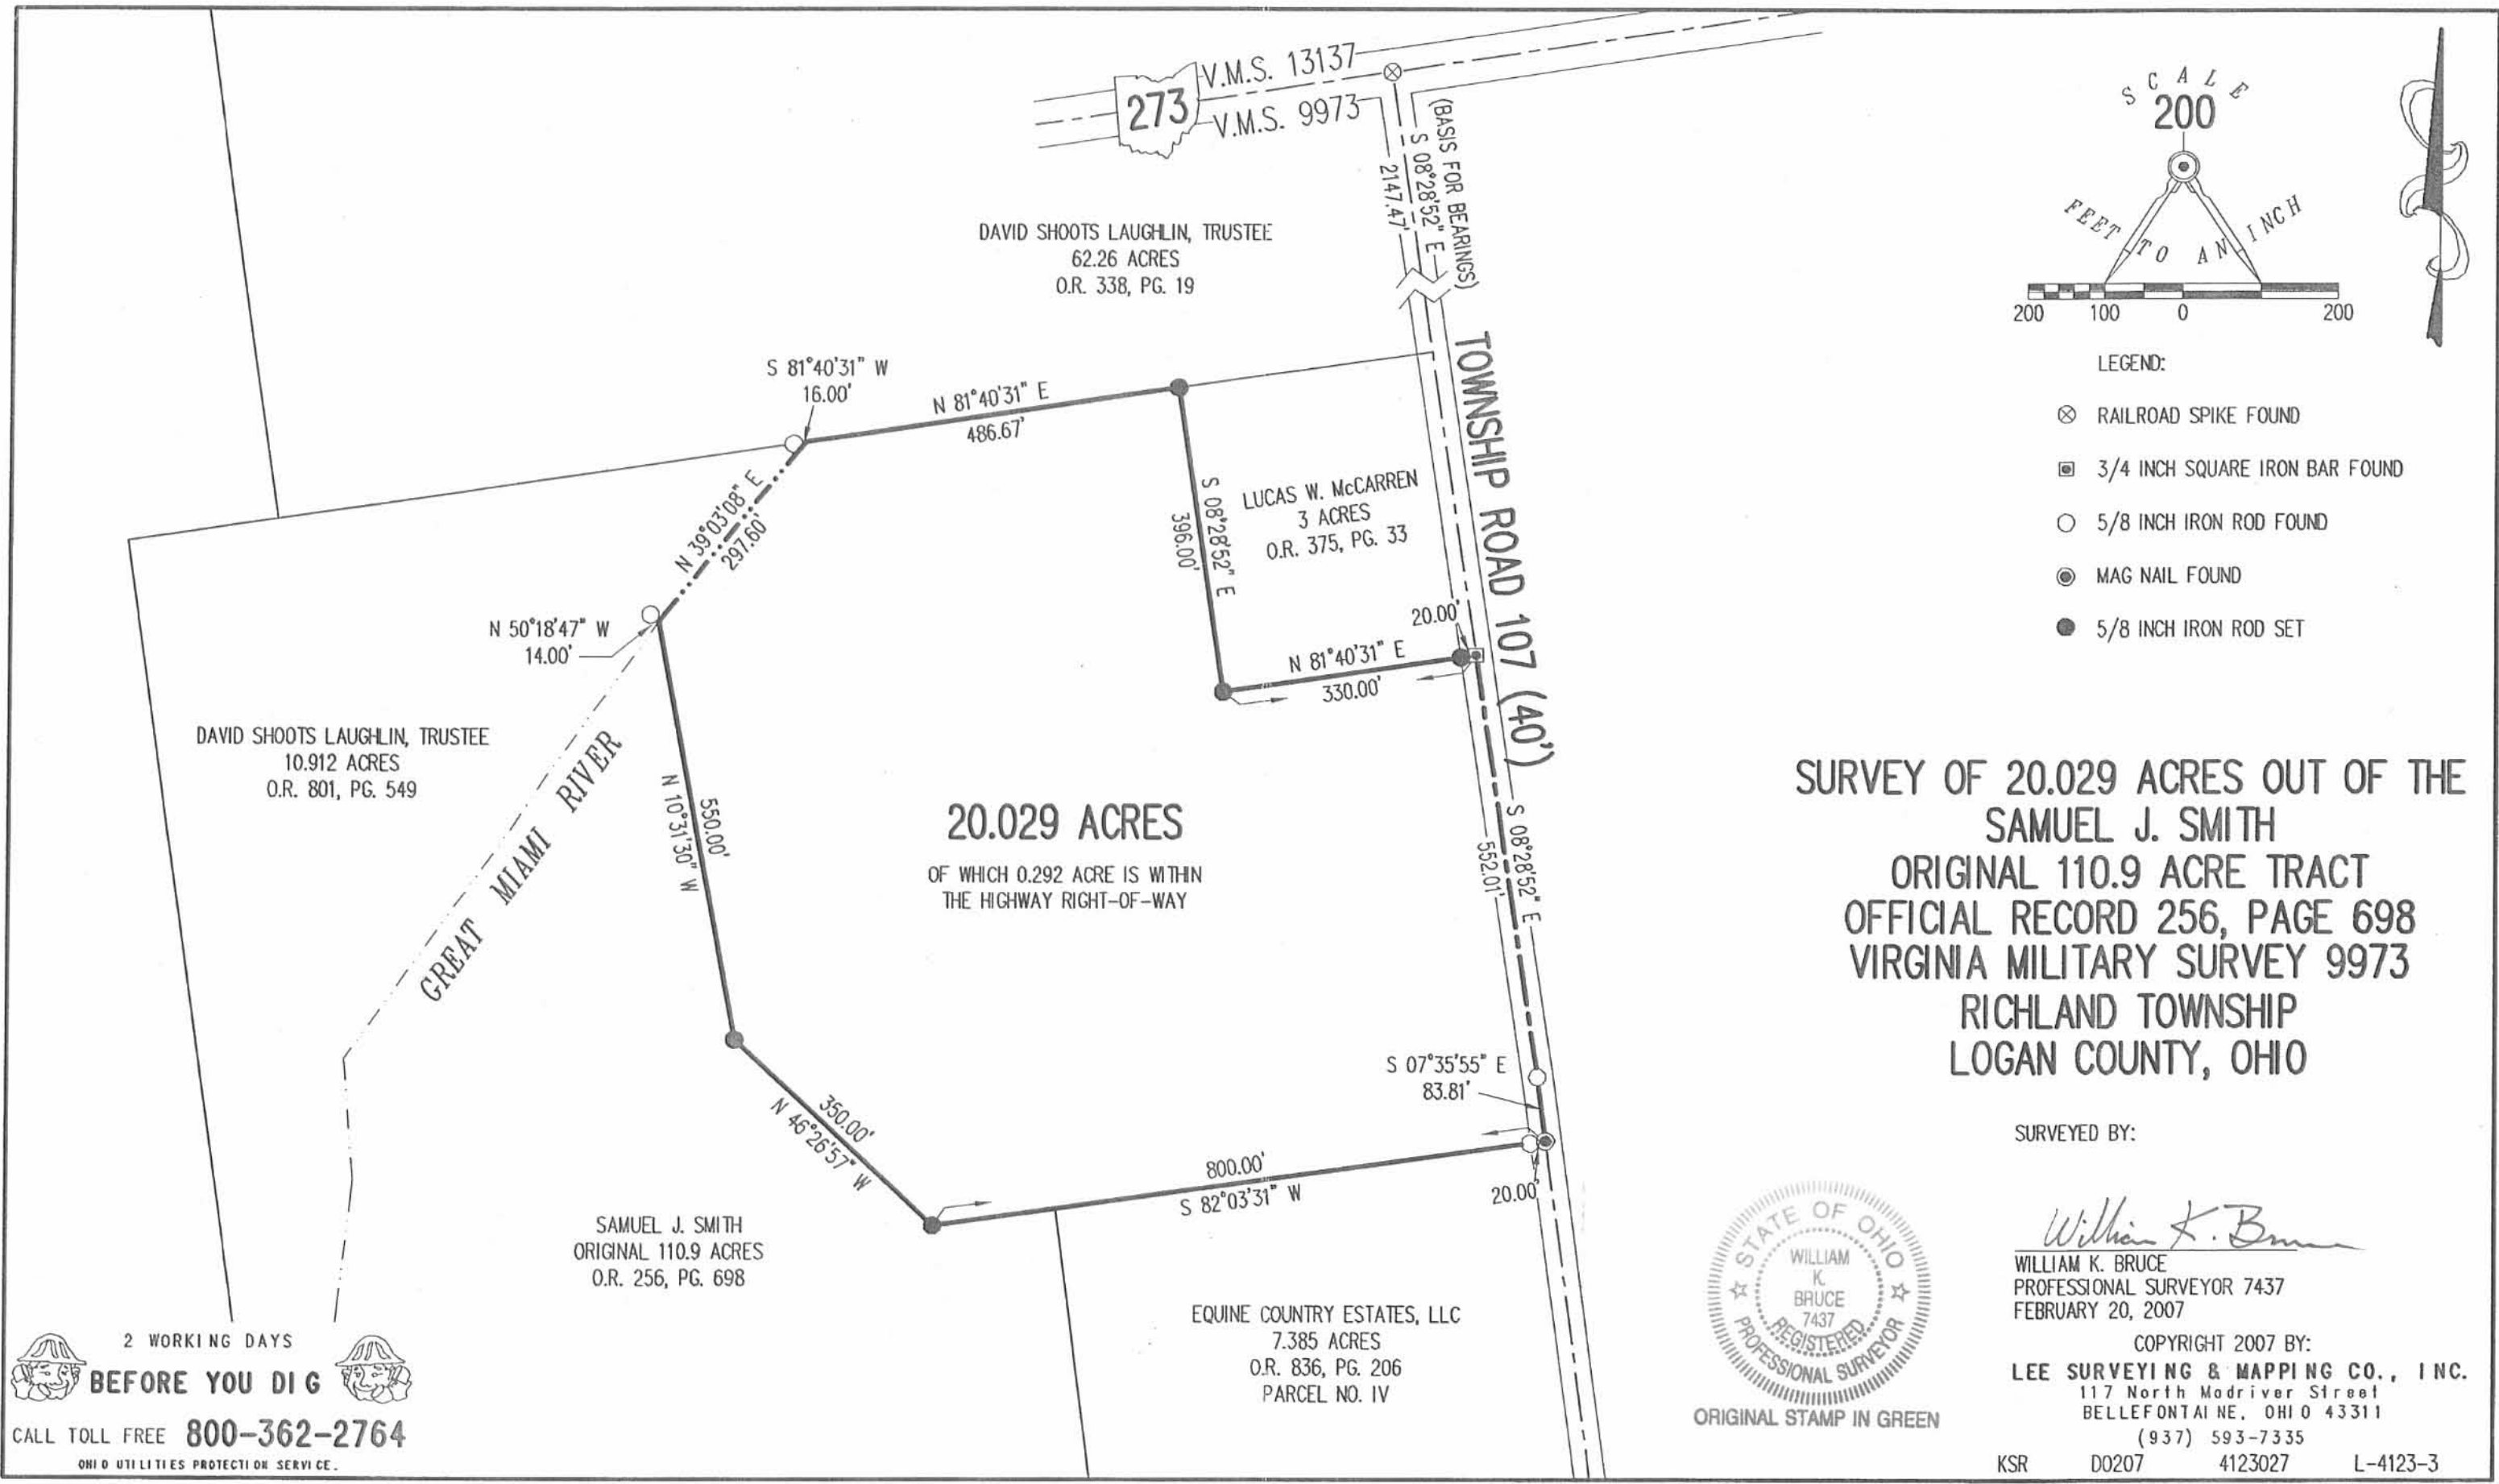 V.M.S. 13137
273
V.M.S. 9973
(BASIS FOR BEARINGS)
S 08°28'52" E
2147.47'
DAVID SHOOTS LAUGHLIN, TRUSTEE
62.26 ACRES
O.R. 338, PG. 19
S 81°40'31" W
16.00'
N 81°40'31" E
486.67'
N 39°03'08" E
297.60'
N 50°18'47" W
14.00'
S 08°28'52" E
396.00'
LUCAS W. McCARREN
3 ACRES
O.R. 375, PG. 33
20.00'
N 81°40'31" E
330.00'
TOWNSHIP ROAD 107 (40')
DAVID SHOOTS LAUGHLIN, TRUSTEE
10.912 ACRES
O.R. 801, PG. 549
GREAT MIAMI RIVER
550.00'
N 10°31'30" W
20.029 ACRES
OF WHICH 0.292 ACRE IS WITHIN
THE HIGHWAY RIGHT-OF-WAY
S 08°28'52" E
552.01'
S 07°35'55" E
83.81'
350.00'
N 46°26'57" W
800.00'
S 82°03'31" W
20.00'
SAMUEL J. SMITH
ORIGINAL 110.9 ACRES
O.R. 256, PG. 698
EQUINE COUNTRY ESTATES, LLC
7.385 ACRES
O.R. 836, PG. 206
PARCEL NO. IV
2 WORKING DAYS
BEFORE YOU DIG
CALL TOLL FREE 800-362-2764
OHIO UTILITIES PROTECTION SERVICE.
SCALE
200
FEET TO AN INCH
200 100 0 200
LEGEND:
RAILROAD SPIKE FOUND
3/4 INCH SQUARE IRON BAR FOUND
5/8 INCH IRON ROD FOUND
MAG NAIL FOUND
5/8 INCH IRON ROD SET
SURVEY OF 20.029 ACRES OUT OF THE
SAMUEL J. SMITH
ORIGINAL 110.9 ACRE TRACT
OFFICIAL RECORD 256, PAGE 698
VIRGINIA MILITARY SURVEY 9973
RICHLAND TOWNSHIP
LOGAN COUNTY, OHIO
SURVEYED BY:
William K. Bruce
WILLIAM K. BRUCE
PROFESSIONAL SURVEYOR 7437
FEBRUARY 20, 2007
STATE OF OHIO
WILLIAM
K.
BRUCE
7437
REGISTERED
PROFESSIONAL SURVEYOR
ORIGINAL STAMP IN GREEN
COPYRIGHT 2007 BY:
LEE SURVEYING & MAPPING CO., INC.
117 North Madriver Street
BELLEFONTAINE, OHIO 43311
(937) 593-7335
KSR D0207 4123027 L-4123-3